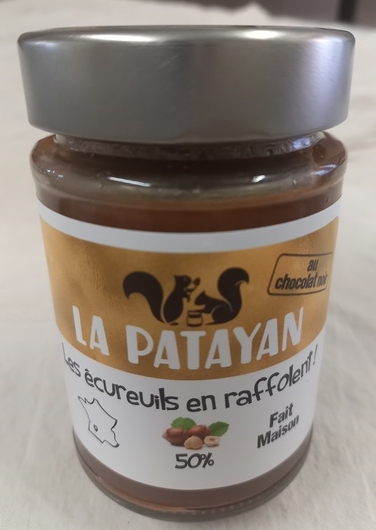 au
chocolat noir
LA PATAYAN
Les écureuils en raffolent !
Fait
Maison
50%